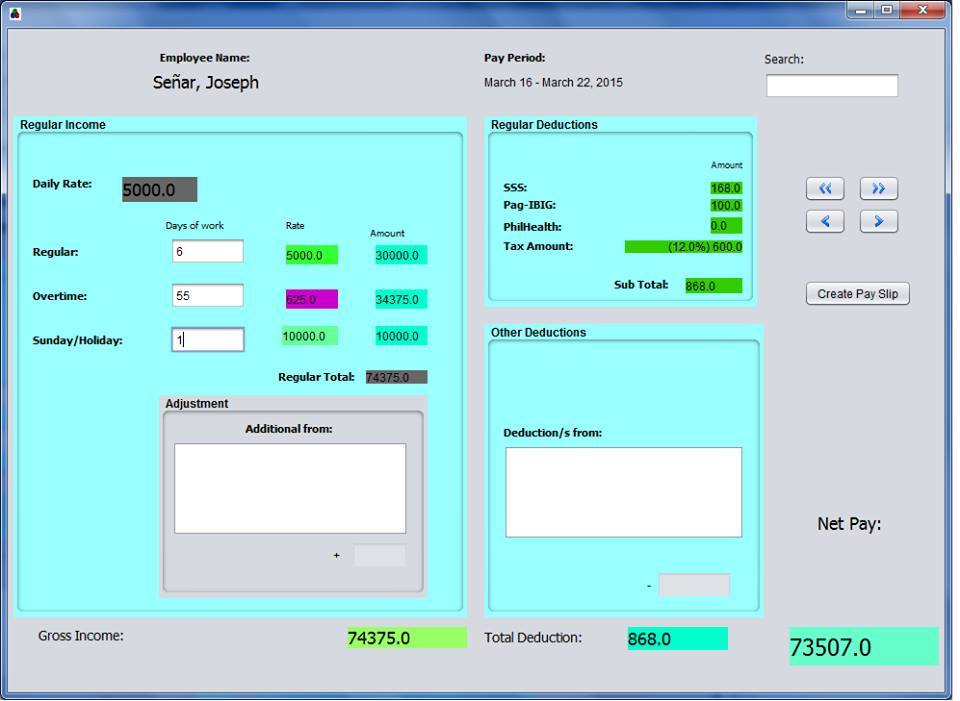 Employee Name:
Señar, Joseph
Pay Period:
March 16 - March 22, 2015
Search:
Regular Income
Daily Rate: 5000.0
Days of work Rate Amount
Regular: 6 5000.0 30000.0
Overtime: 55 625.0 34375.0
Sunday/Holiday: 1 10000.0 10000.0
Regular Total: 74375.0
Adjustment
Additional from:
+
Gross Income: 74375.0
Regular Deductions
Amount
SSS: 168.0
Pag-IBIG: 100.0
PhilHealth: 0.0
Tax Amount: (12.0%) 600.0
Sub Total: 868.0
Other Deductions
Deduction/s from:
-
Total Deduction: 868.0
<< >>
< >
Create Pay Slip
Net Pay:
73507.0